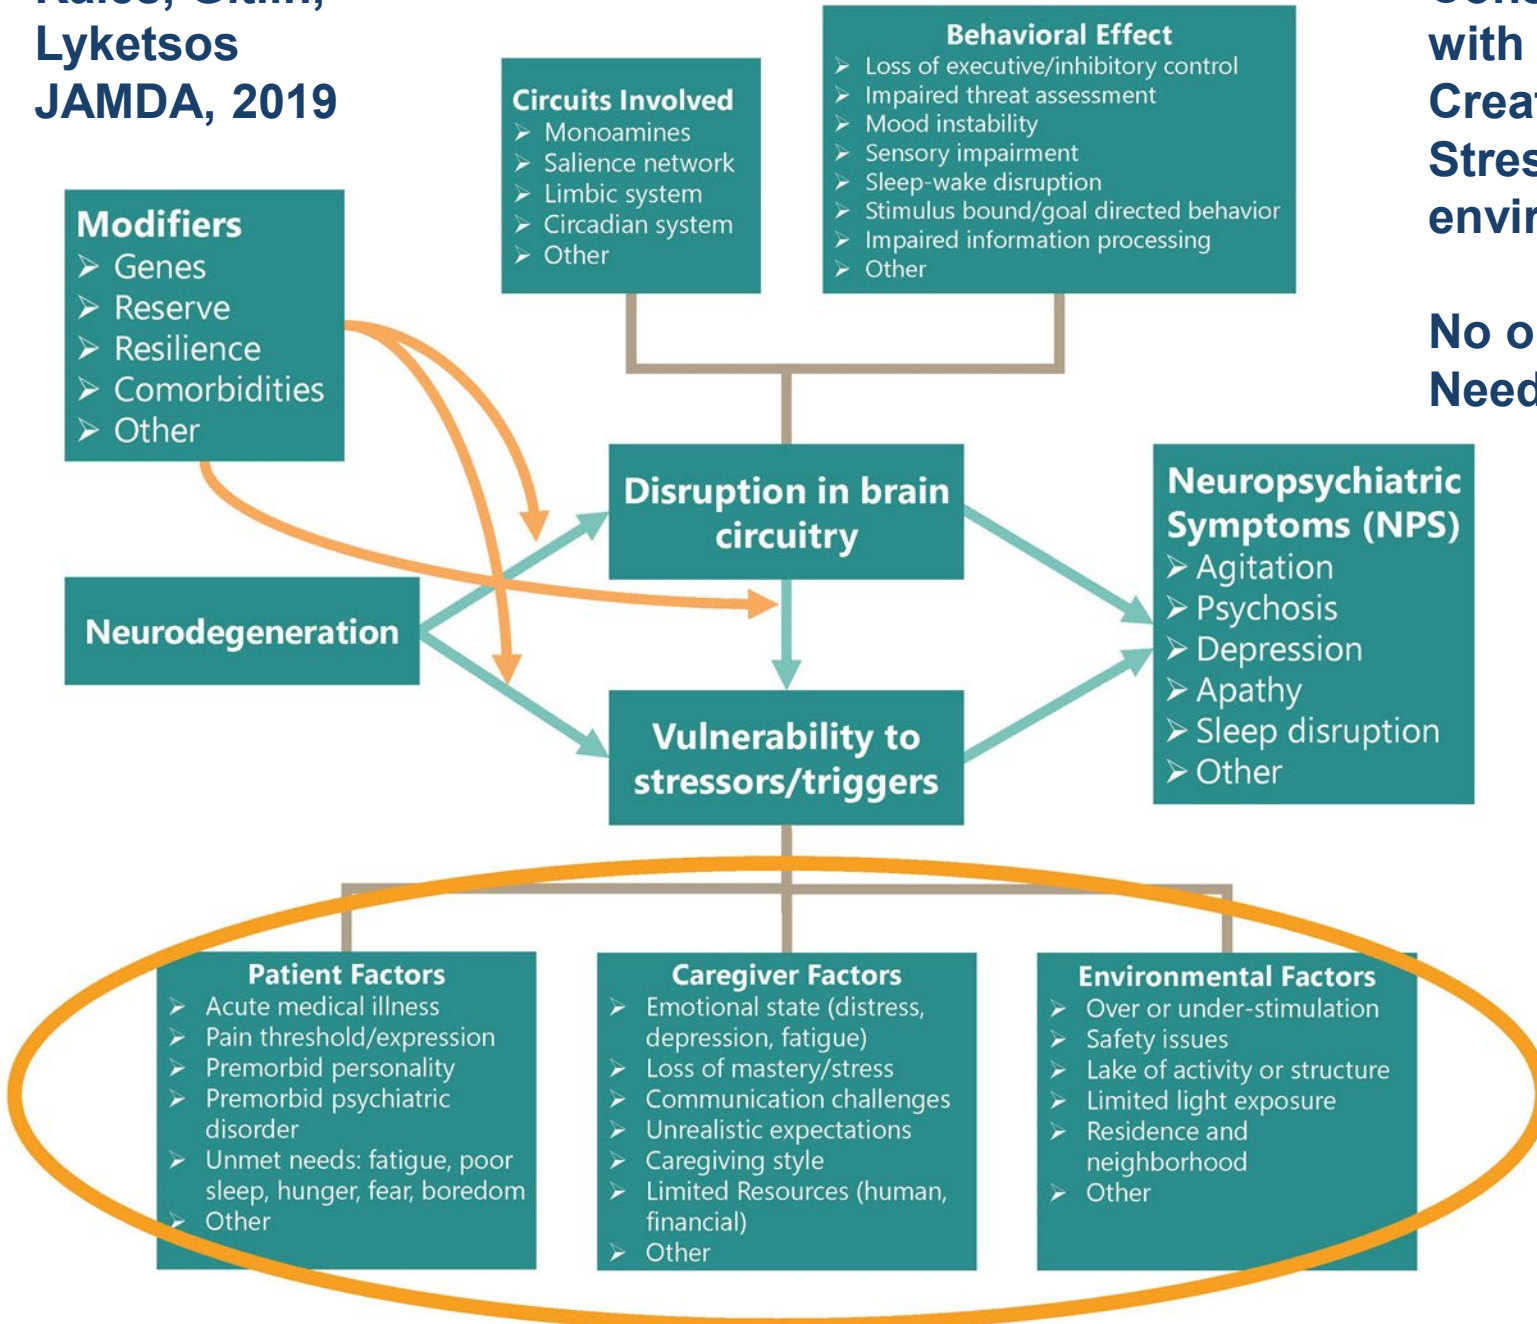 Lyketsos
JAMDA, 2019
Circuits Involved
➢ Monoamines
➢ Salience network
➢ Limbic system
➢ Circadian system
➢ Other
Behavioral Effect
➢ Loss of executive/inhibitory control
➢ Impaired threat assessment
➢ Mood instability
➢ Sensory impairment
➢ Sleep-wake disruption
➢ Stimulus bound/goal directed behavior
➢ Impaired information processing
➢ Other
with
No
Modifiers
➢ Genes
➢ Reserve
➢ Resilience
➢ Comorbidities
➢ Other
Disruption in brain
circuitry
Neurodegeneration
Vulnerability to
stressors/triggers
Neuropsychiatric
Symptoms (NPS)
➢ Agitation
➢ Psychosis
➢ Depression
➢ Apathy
➢ Sleep disruption
➢ Other
Patient Factors
➢ Acute medical illness
➢ Pain threshold/expression
➢ Premorbid personality
➢ Premorbid psychiatric
disorder
➢ Unmet needs: fatigue, poor
sleep, hunger, fear, boredom
➢ Other
Caregiver Factors
➢ Emotional state (distress,
depression, fatigue)
➢ Loss of mastery/stress
➢ Communication challenges
➢ Unrealistic expectations
➢ Caregiving style
➢ Limited Resources (human,
financial)
➢ Other
Environmental Factors
➢ Over or under-stimulation
➢ Safety issues
➢ Lake of activity or structure
➢ Limited light exposure
➢ Residence and
neighborhood
➢ Other